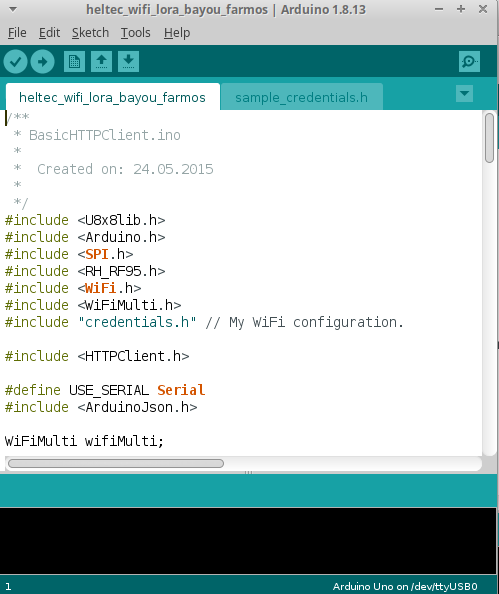 heltec_wifi_lora_bayou_farmos | Arduino 1.8.13
File Edit Sketch Tools Help
heltec_wifi_lora_bayou_farmos sample_credentials.h
/**
 * BasicHTTPClient.ino
 *
 *  Created on: 24.05.2015
 *
 */
#include <U8x8lib.h>
#include <Arduino.h>
#include <SPI.h>
#include <RH_RF95.h>
#include <WiFi.h>
#include <WiFiMulti.h>
#include "credentials.h" // My WiFi configuration.
#include <HTTPClient.h>
#define USE_SERIAL Serial
#include <ArduinoJson.h>
WiFiMulti wifiMulti;
1 Arduino Uno on /dev/ttyUSB0